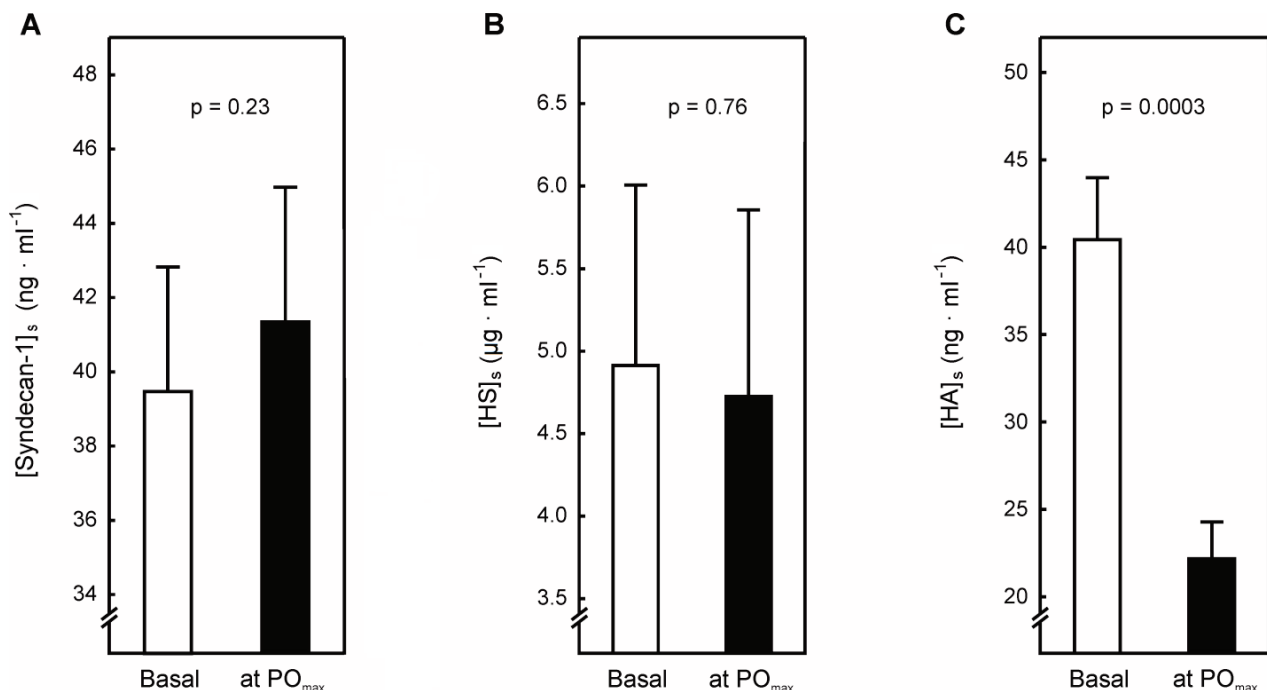 A
[Syndecan-1]s (ng · ml⁻¹)
48
46
44
42
40
38
36
34
p = 0.23
Basal
at POmax
B
[HS]s (µg · ml⁻¹)
6.5
6.0
5.5
5.0
4.5
4.0
3.5
p = 0.76
Basal
at POmax
C
[HA]s (ng · ml⁻¹)
50
45
40
35
30
25
20
p = 0.0003
Basal
at POmax